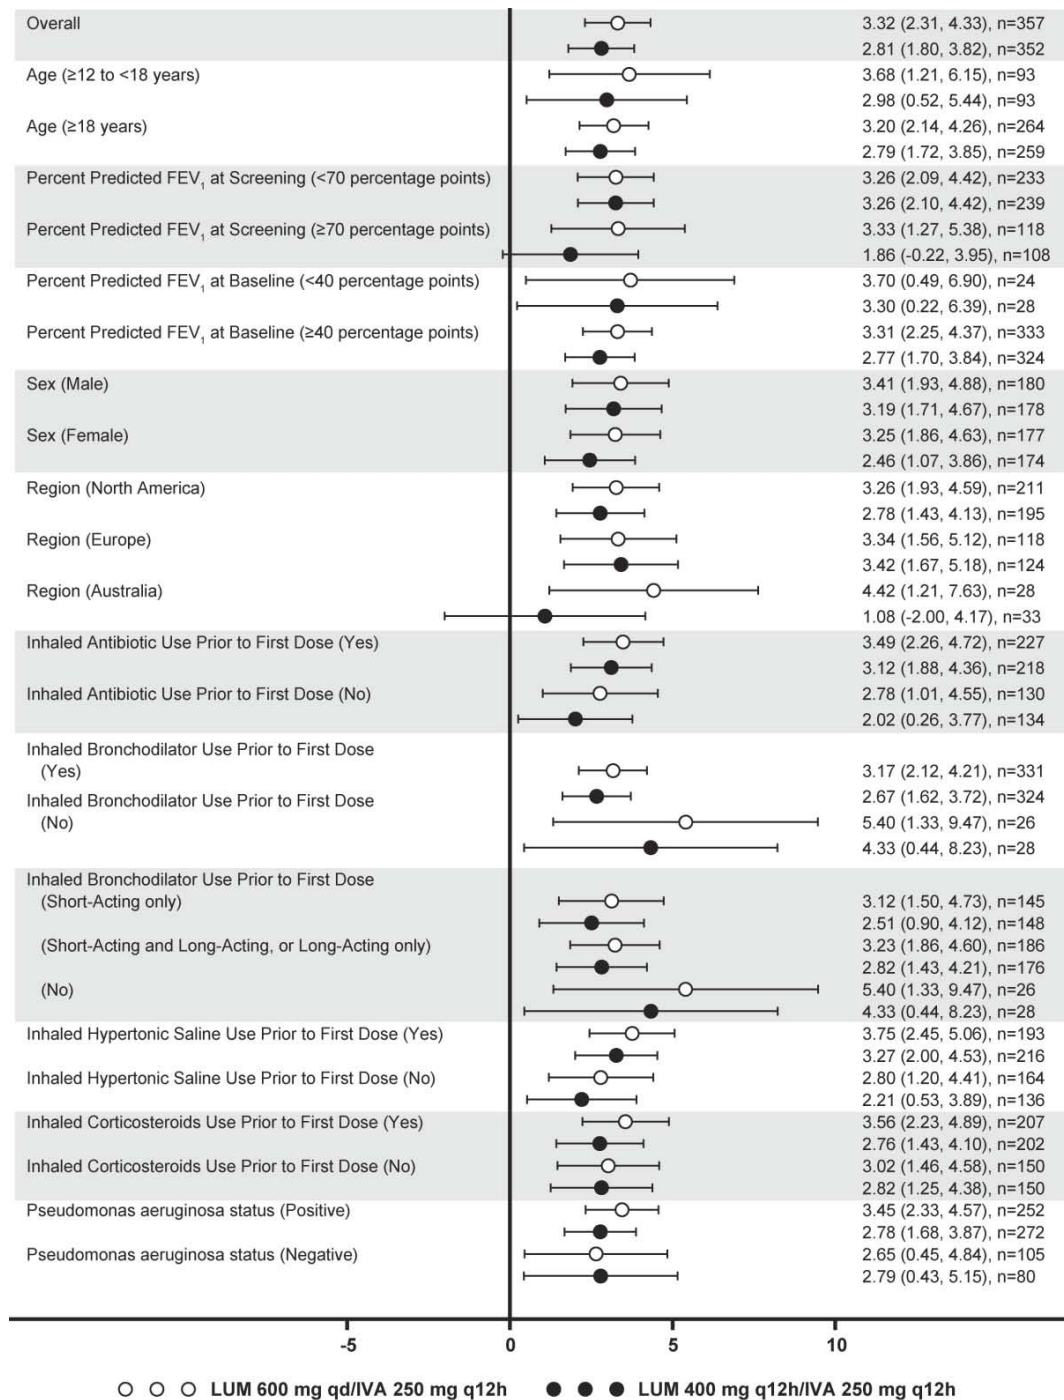 Overall 3.32 (2.31, 4.33), n=357
2.81 (1.80, 3.82), n=352
Age (≥12 to <18 years) 3.68 (1.21, 6.15), n=93
2.98 (0.52, 5.44), n=93
Age (≥18 years) 3.20 (2.14, 4.26), n=264
2.79 (1.72, 3.85), n=259
Percent Predicted FEV₁ at Screening (<70 percentage points) 3.26 (2.09, 4.42), n=233
3.26 (2.10, 4.42), n=239
Percent Predicted FEV₁ at Screening (≥70 percentage points) 3.33 (1.27, 5.38), n=118
1.86 (-0.22, 3.95), n=108
Percent Predicted FEV₁ at Baseline (<40 percentage points) 3.70 (0.49, 6.90), n=24
3.30 (0.22, 6.39), n=28
Percent Predicted FEV₁ at Baseline (≥40 percentage points) 3.31 (2.25, 4.37), n=333
2.77 (1.70, 3.84), n=324
Sex (Male) 3.41 (1.93, 4.88), n=180
3.19 (1.71, 4.67), n=178
Sex (Female) 3.25 (1.86, 4.63), n=177
2.46 (1.07, 3.86), n=174
Region (North America) 3.26 (1.93, 4.59), n=211
2.78 (1.43, 4.13), n=195
Region (Europe) 3.34 (1.56, 5.12), n=118
3.42 (1.67, 5.18), n=124
Region (Australia) 4.42 (1.21, 7.63), n=28
1.08 (-2.00, 4.17), n=33
Inhaled Antibiotic Use Prior to First Dose (Yes) 3.49 (2.26, 4.72), n=227
3.12 (1.88, 4.36), n=218
Inhaled Antibiotic Use Prior to First Dose (No) 2.78 (1.01, 4.55), n=130
2.02 (0.26, 3.77), n=134
Inhaled Bronchodilator Use Prior to First Dose
(Yes) 3.17 (2.12, 4.21), n=331
Inhaled Bronchodilator Use Prior to First Dose 2.67 (1.62, 3.72), n=324
(No) 5.40 (1.33, 9.47), n=26
4.33 (0.44, 8.23), n=28
Inhaled Bronchodilator Use Prior to First Dose
(Short-Acting only) 3.12 (1.50, 4.73), n=145
2.51 (0.90, 4.12), n=148
(Short-Acting and Long-Acting, or Long-Acting only) 3.23 (1.86, 4.60), n=186
2.82 (1.43, 4.21), n=176
(No) 5.40 (1.33, 9.47), n=26
4.33 (0.44, 8.23), n=28
Inhaled Hypertonic Saline Use Prior to First Dose (Yes) 3.75 (2.45, 5.06), n=193
3.27 (2.00, 4.53), n=216
Inhaled Hypertonic Saline Use Prior to First Dose (No) 2.80 (1.20, 4.41), n=164
2.21 (0.53, 3.89), n=136
Inhaled Corticosteroids Use Prior to First Dose (Yes) 3.56 (2.23, 4.89), n=207
2.76 (1.43, 4.10), n=202
Inhaled Corticosteroids Use Prior to First Dose (No) 3.02 (1.46, 4.58), n=150
2.82 (1.25, 4.38), n=150
Pseudomonas aeruginosa status (Positive) 3.45 (2.33, 4.57), n=252
2.78 (1.68, 3.87), n=272
Pseudomonas aeruginosa status (Negative) 2.65 (0.45, 4.84), n=105
2.79 (0.43, 5.15), n=80
-5 0 5 10
LUM 600 mg qd/IVA 250 mg q12h LUM 400 mg q12h/IVA 250 mg q12h